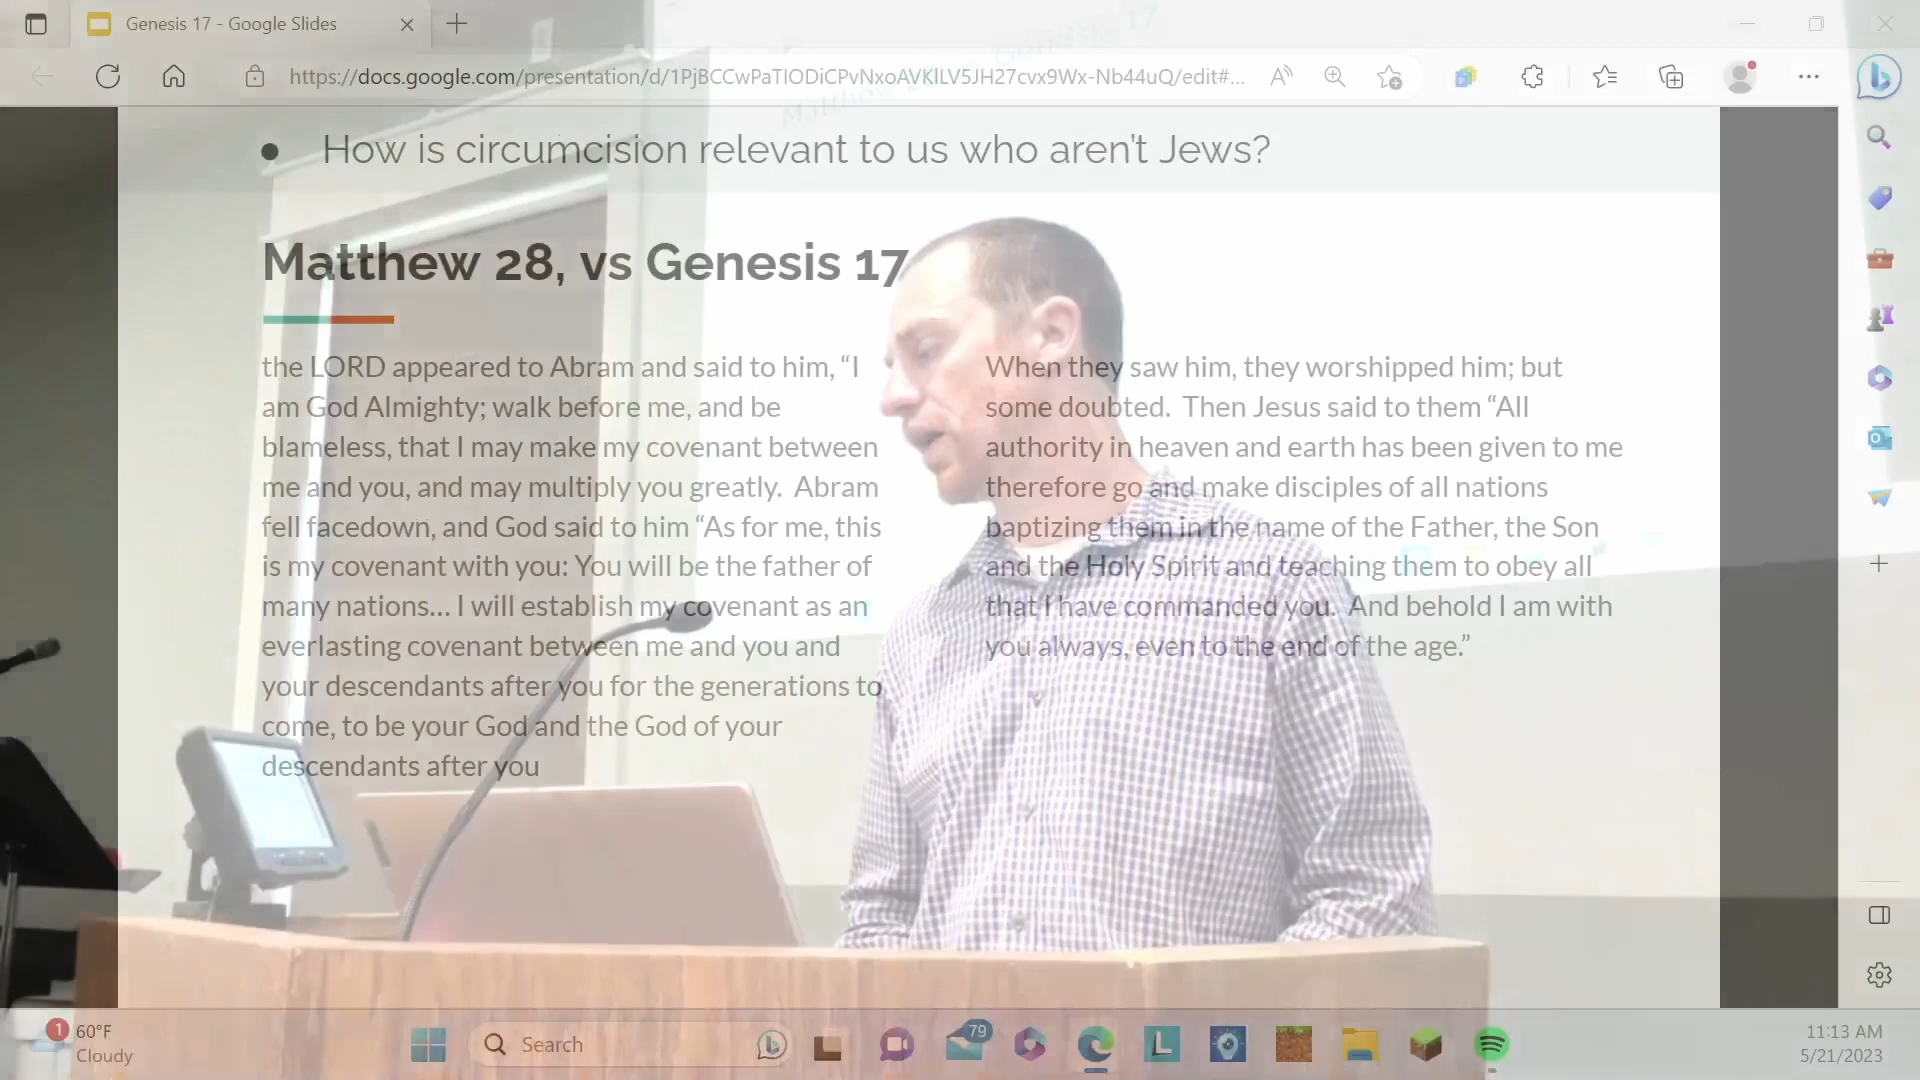 Genesis 17 - Google Slides
https://docs.google.com/presentation/d/1PjBCCwPaTlODiCPvNxoAVKlLV5JH27cvx9Wx-Nb44uQ/edit#...
Matthew 28, vs Genesis 17
● How is circumcision relevant to us who aren't Jews?
Matthew 28, vs Genesis 17
the LORD appeared to Abram and said to him, “I
am God Almighty; walk before me, and be
blameless, that I may make my covenant between
me and you, and may multiply you greatly. Abram
fell facedown, and God said to him “As for me, this
is my covenant with you: You will be the father of
many nations... I will establish my covenant as an
everlasting covenant between me and you and
your descendants after you for the generations to
come, to be your God and the God of your
descendants after you
When they saw him, they worshipped him; but
some doubted. Then Jesus said to them “All
authority in heaven and earth has been given to me
therefore go and make disciples of all nations
baptizing them in the name of the Father, the Son
and the Holy Spirit and teaching them to obey all
that I have commanded you. And behold I am with
you always, even to the end of the age.”
1
60°F
Cloudy
Search
79
L
11:13 AM
5/21/2023